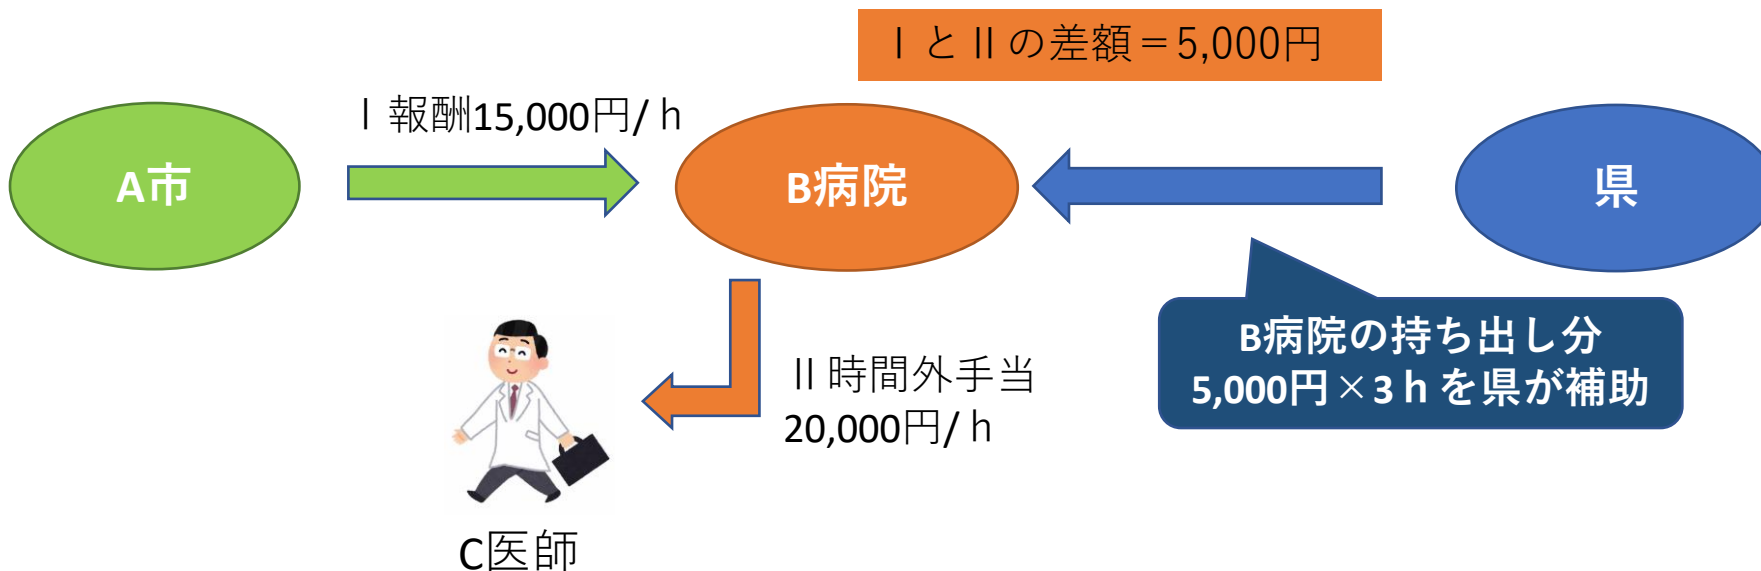 ⅠとⅡの差額＝5,000円
Ⅰ報酬15,000円/ｈ
A市
B病院
県
B病院の持ち出し分
5,000円×3ｈを県が補助
Ⅱ時間外手当
20,000円/ｈ
C医師